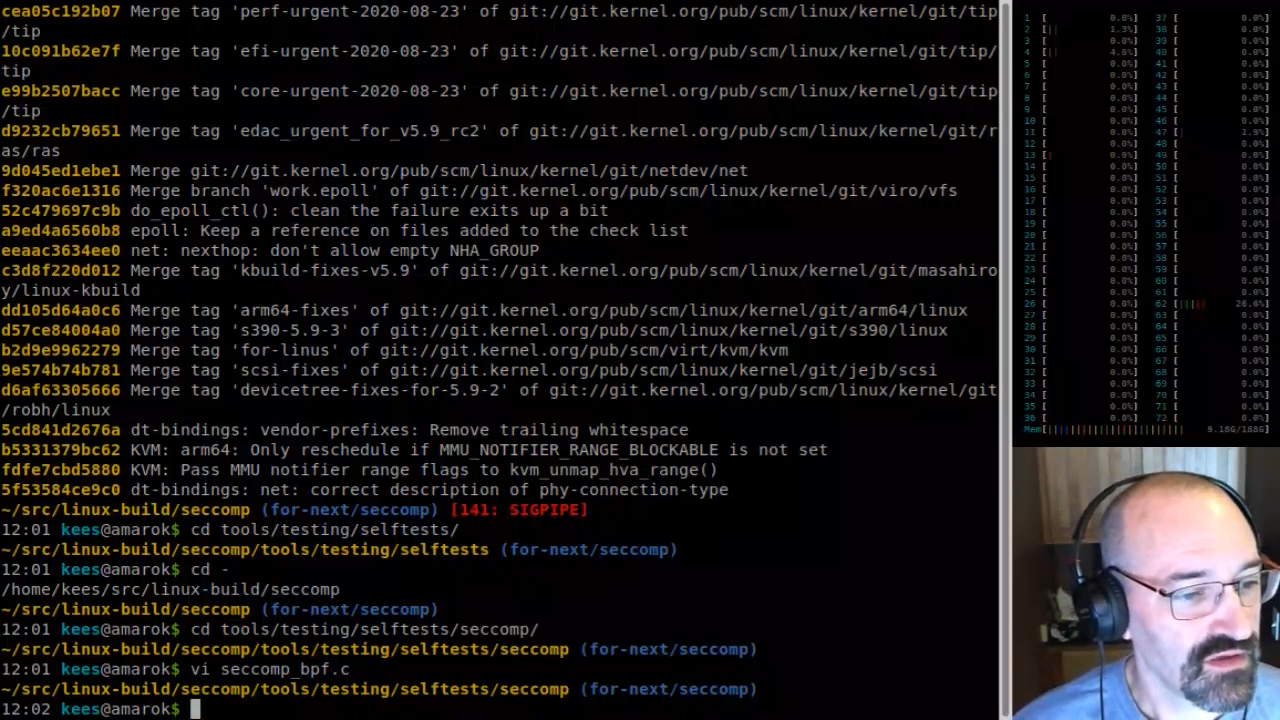 cea05c192b07 Merge tag 'perf-urgent-2020-08-23' of git://git.kernel.org/pub/scm/linux/kernel/git/tip
/tip
10c091b62e7f Merge tag 'efi-urgent-2020-08-23' of git://git.kernel.org/pub/scm/linux/kernel/git/tip/
tip
e99b2507bacc Merge tag 'core-urgent-2020-08-23' of git://git.kernel.org/pub/scm/linux/kernel/git/tip
/tip
d9232cb79651 Merge tag 'edac_urgent_for_v5.9_rc2' of git://git.kernel.org/pub/scm/linux/kernel/git/r
as/ras
9d045ed1ebe1 Merge git://git.kernel.org/pub/scm/linux/kernel/git/netdev/net
f320ac6e1316 Merge branch 'work.epoll' of git://git.kernel.org/pub/scm/linux/kernel/git/viro/vfs
52c479697c9b do_epoll_ctl(): clean the failure exits up a bit
a9ed4a6560b8 epoll: Keep a reference on files added to the check list
eeaac3634ee0 net: nexthop: don't allow empty NHA_GROUP
c3d8f220d012 Merge tag 'kbuild-fixes-v5.9' of git://git.kernel.org/pub/scm/linux/kernel/git/masahiro
y/linux-kbuild
dd105d64a0c6 Merge tag 'arm64-fixes' of git://git.kernel.org/pub/scm/linux/kernel/git/arm64/linux
d57ce84004a0 Merge tag 's390-5.9-3' of git://git.kernel.org/pub/scm/linux/kernel/git/s390/linux
b2d9e9962279 Merge tag 'for-linus' of git://git.kernel.org/pub/scm/virt/kvm/kvm
9e574b74b781 Merge tag 'scsi-fixes' of git://git.kernel.org/pub/scm/linux/kernel/git/jejb/scsi
d6af63305666 Merge tag 'devicetree-fixes-for-5.9-2' of git://git.kernel.org/pub/scm/linux/kernel/git
/robh/linux
5cd841d2676a dt-bindings: vendor-prefixes: Remove trailing whitespace
b5331379bc62 KVM: arm64: Only reschedule if MMU_NOTIFIER_RANGE_BLOCKABLE is not set
fdfe7cbd5880 KVM: Pass MMU notifier range flags to kvm_unmap_hva_range()
5f53584ce9c0 dt-bindings: net: correct description of phy-connection-type
~/src/linux-build/seccomp (for-next/seccomp) [141: SIGPIPE]
12:01 kees@amarok$ cd tools/testing/selftests/
~/src/linux-build/seccomp/tools/testing/selftests (for-next/seccomp)
12:01 kees@amarok$ cd -
/home/kees/src/linux-build/seccomp
~/src/linux-build/seccomp (for-next/seccomp)
12:01 kees@amarok$ cd tools/testing/selftests/seccomp/
~/src/linux-build/seccomp/tools/testing/selftests/seccomp (for-next/seccomp)
12:01 kees@amarok$ vi seccomp_bpf.c
~/src/linux-build/seccomp/tools/testing/selftests/seccomp (for-next/seccomp)
12:02 kees@amarok$
1 [ 0.0%] 37 [ 0.0%]
2 [|| 1.3%] 38 [ 0.0%]
Mem[ 9.18G/188G]